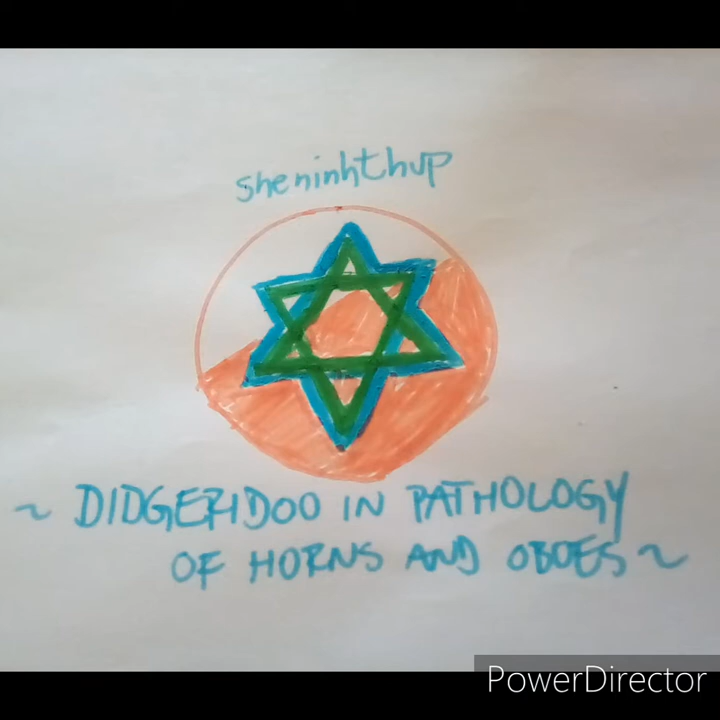 sheninhthup
~ DIDGERIDOO IN PATHOLOGY
OF HORNS AND OBOES ~
PowerDirector